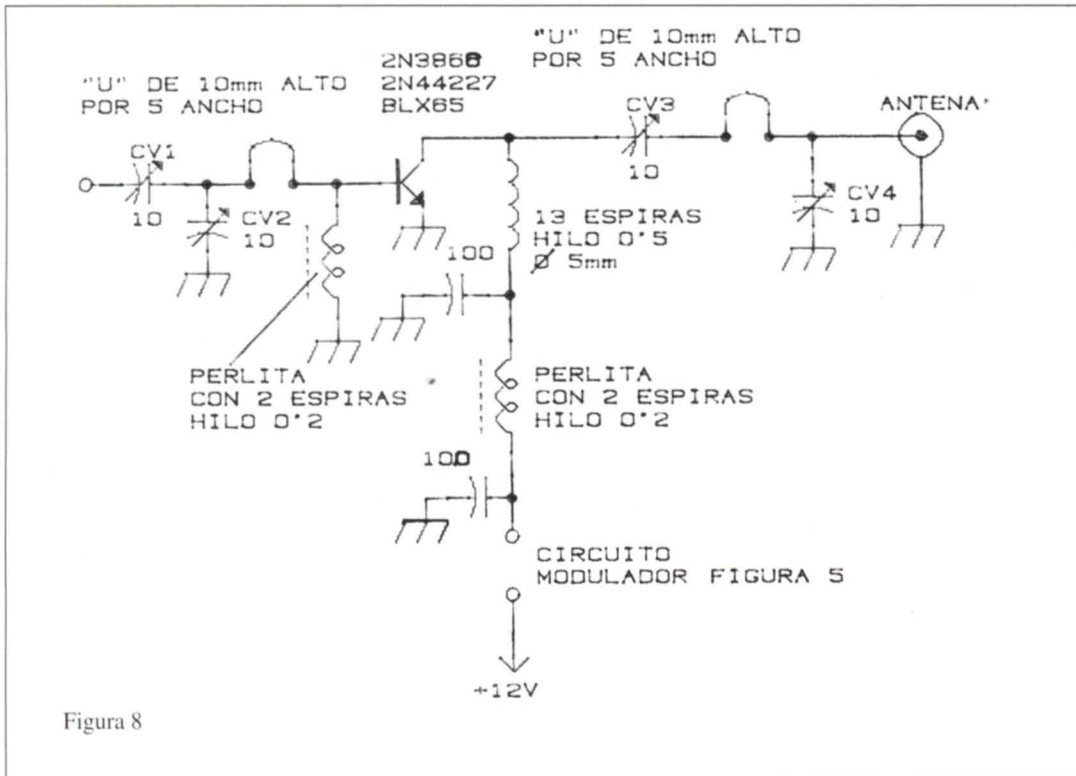 "U" DE 10mm ALTO
POR 5 ANCHO
2N3868
2N44227
BLX65
"U" DE 10mm ALTO
POR 5 ANCHO
CV1
10
CV2
10
CV3
10
ANTENA
CV4
10
13 ESPIRAS
HILO 0'5
Ø 5mm
100
PERLITA
CON 2 ESPIRAS
HILO 0'2
PERLITA
CON 2 ESPIRAS
HILO 0'2
100
CIRCUITO
MODULADOR FIGURA 5
+12V
Figura 8